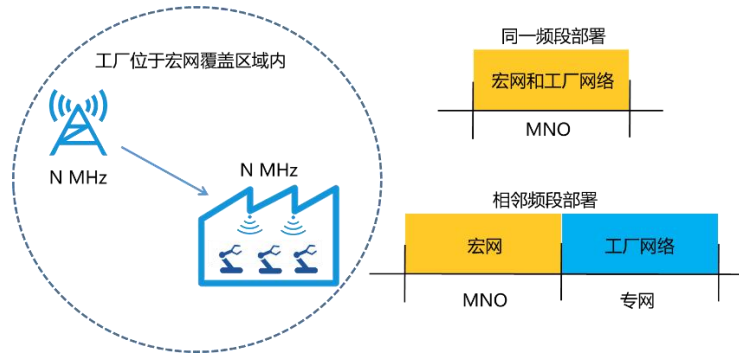 工厂位于宏网覆盖区域内
N MHz
N MHz
同一频段部署
宏网和工厂网络
MNO
相邻频段部署
宏网
工厂网络
MNO
专网